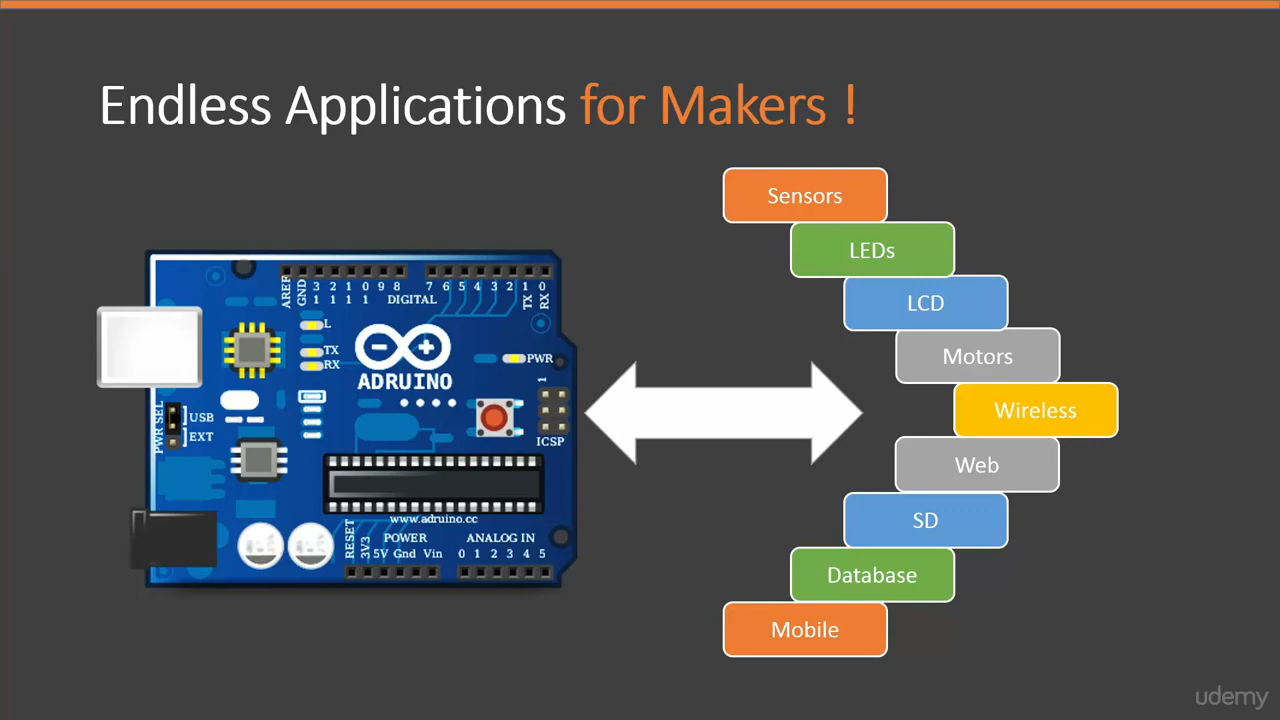 Endless Applications for Makers !
Sensors
LEDs
LCD
Motors
Wireless
Web
SD
Database
Mobile
AREF
GND
13
12
11
10
9
8
DIGITAL
7
6
5
4
3
2
1
0
TX
RX
L
TX
RX
ADRUINO
PWR
1
ICSP
PWR SEL
USB
EXT
www.adruino.cc
RESET
3V3
POWER
5V Gnd Vin
ANALOG IN
0 1 2 3 4 5
udemy